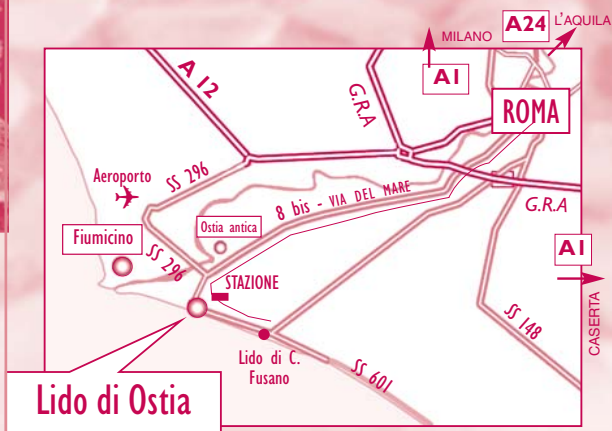 MILANO
A24
L'AQUILA
A1
A 12
G.R.A
ROMA
Aeroporto
SS 296
Ostia antica
8 bis - VIA DEL MARE
G.R.A
Fiumicino
SS 296
A1
CASERTA
STAZIONE
SS 148
Lido di C.
Fusano
SS 601
Lido di Ostia